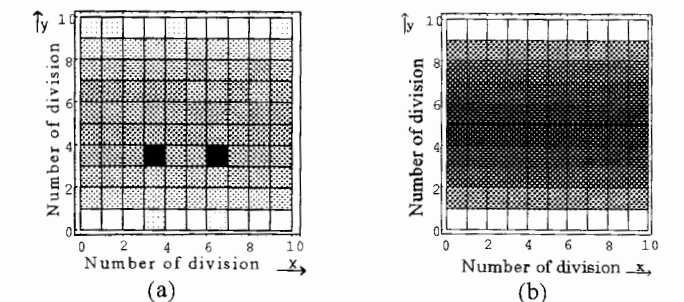 y 10
8
6
4
2
0
Number of division
0 2 4 6 8 10
Number of division x
(a)
y 10
8
6
4
2
0
Number of division
0 2 4 6 8 10
Number of division x
(b)